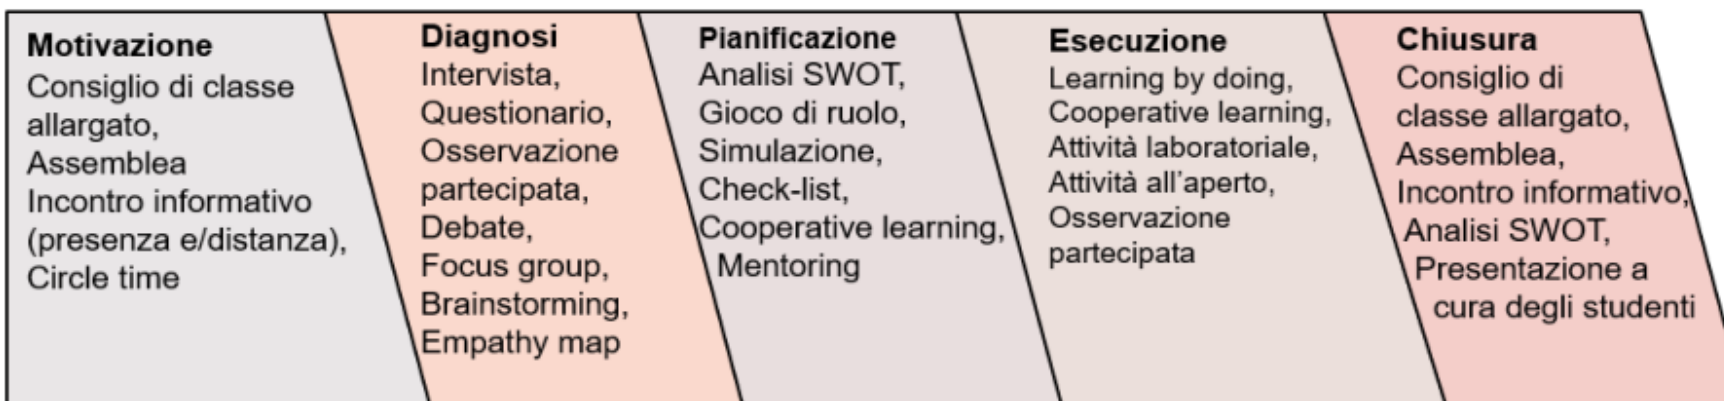 Motivazione
Consiglio di classe
allargato,
Assemblea
Incontro informativo
(presenza e/distanza),
Circle time
Diagnosi
Intervista,
Questionario,
Osservazione
partecipata,
Debate,
Focus group,
Brainstorming,
Empathy map
Pianificazione
Analisi SWOT,
Gioco di ruolo,
Simulazione,
Check-list,
Cooperative learning,
Mentoring
Esecuzione
Learning by doing,
Cooperative learning,
Attività laboratoriale,
Attività all'aperto,
Osservazione
partecipata
Chiusura
Consiglio di
classe allargato,
Assemblea,
Incontro informativo,
Analisi SWOT,
Presentazione a
cura degli studenti